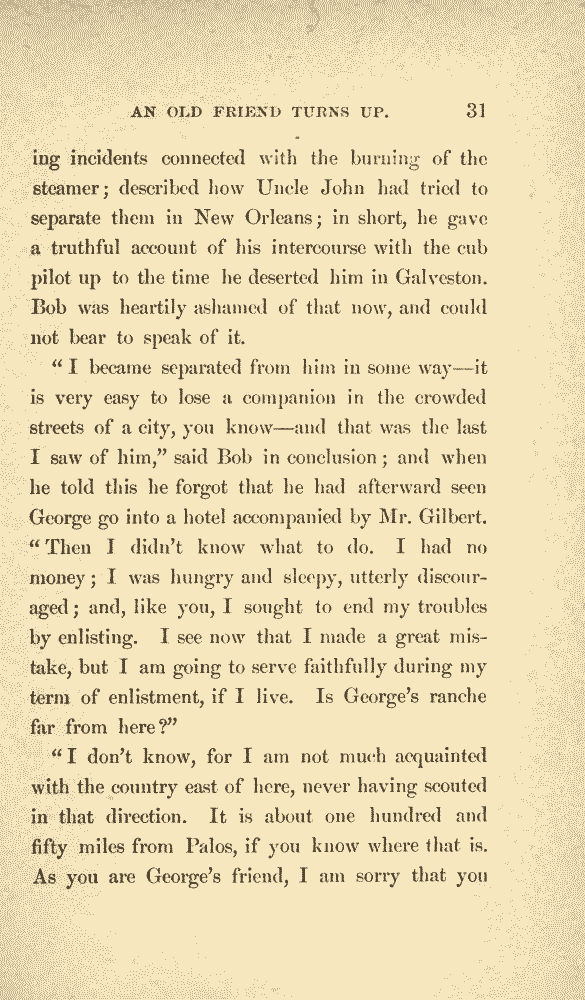 AN OLD FRIEND TURNS UP. 31
ing incidents connected with the burning of the
steamer; described how Uncle John had tried to
separate them in New Orleans; in short, he gave
a truthful account of his intercourse with the cub
pilot up to the time he deserted him in Galveston.
Bob was heartily ashamed of that now, and could
not bear to speak of it.
“I became separated from him in some way—it
is very easy to lose a companion in the crowded
streets of a city, you know—and that was the last
I saw of him,” said Bob in conclusion; and when
he told this he forgot that he had afterward seen
George go into a hotel accompanied by Mr. Gilbert.
“Then I didn’t know what to do. I had no
money; I was hungry and sleepy, utterly discour-
aged; and, like you, I sought to end my troubles
by enlisting. I see now that I made a great mis-
take, but I am going to serve faithfully during my
term of enlistment, if I live. Is George’s ranche
far from here?”
“I don’t know, for I am not much acquainted
with the country east of here, never having scouted
in that direction. It is about one hundred and
fifty miles from Palos, if you know where that is.
As you are George’s friend, I am sorry that you